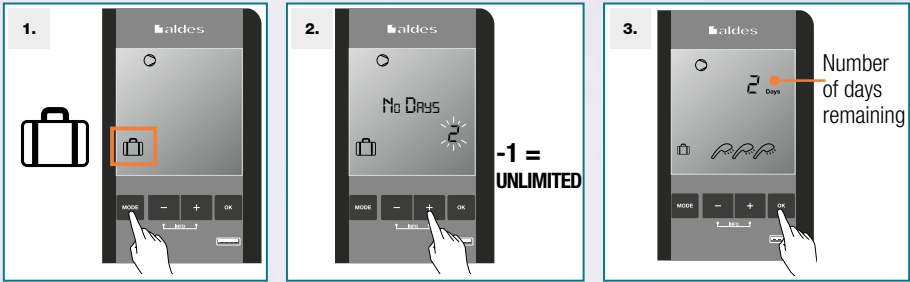 1.
aldes
MODE
-
+
OK
INFO
2.
aldes
No Days
2
-1 =
UNLIMITED
MODE
-
+
OK
INFO
3.
aldes
2 Days
Number
of days
remaining
MODE
-
+
OK
INFO